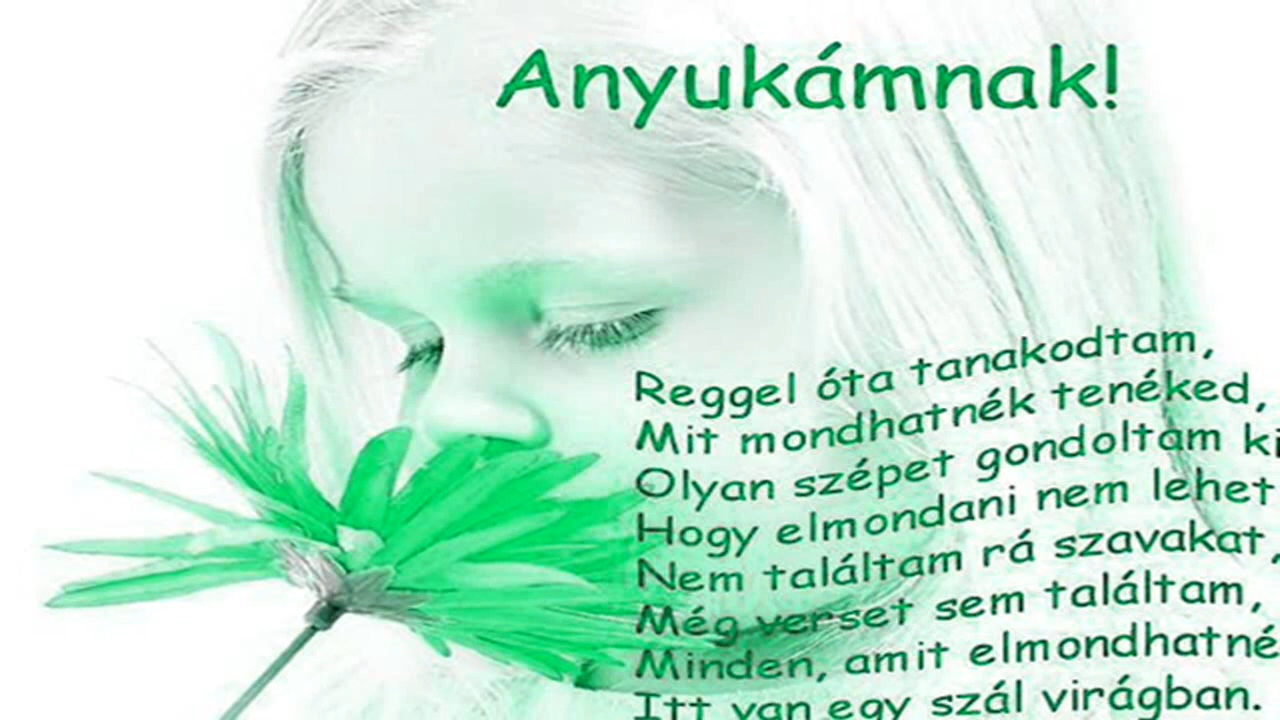 Anyukámnak!
Reggel óta tanakodtam,
Mit mondhatnék tenéked,
Olyan szépet gondoltam ki
Hogy elmondani nem lehet
Nem találtam rá szavakat,
Még verset sem találtam,
Minden, amit elmondhatné
Itt van egy szál virágban.